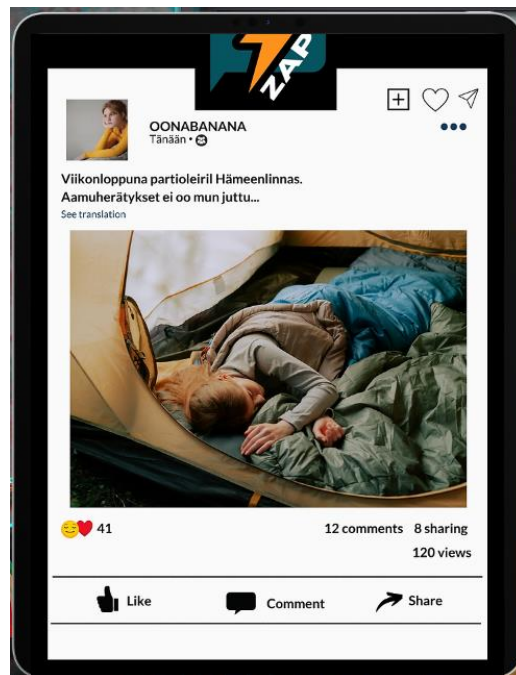 ZAP
OONABANANA
Tänään •
Viikonloppuna partioleiril Hämeenlinnas.
Aamuherätykset ei oo mun juttu...
See translation
41
12 comments 8 sharing
120 views
Like Comment Share